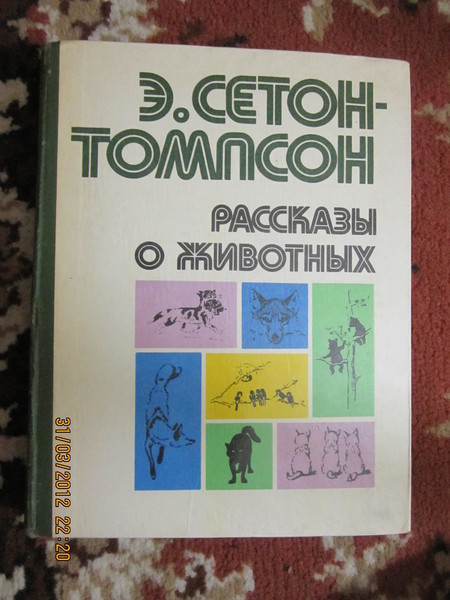 Э.СЕТОН-
ТОМПСОН
РАССКАЗЫ
О ЖИВОТНЫХ
31/03/2012 22:20